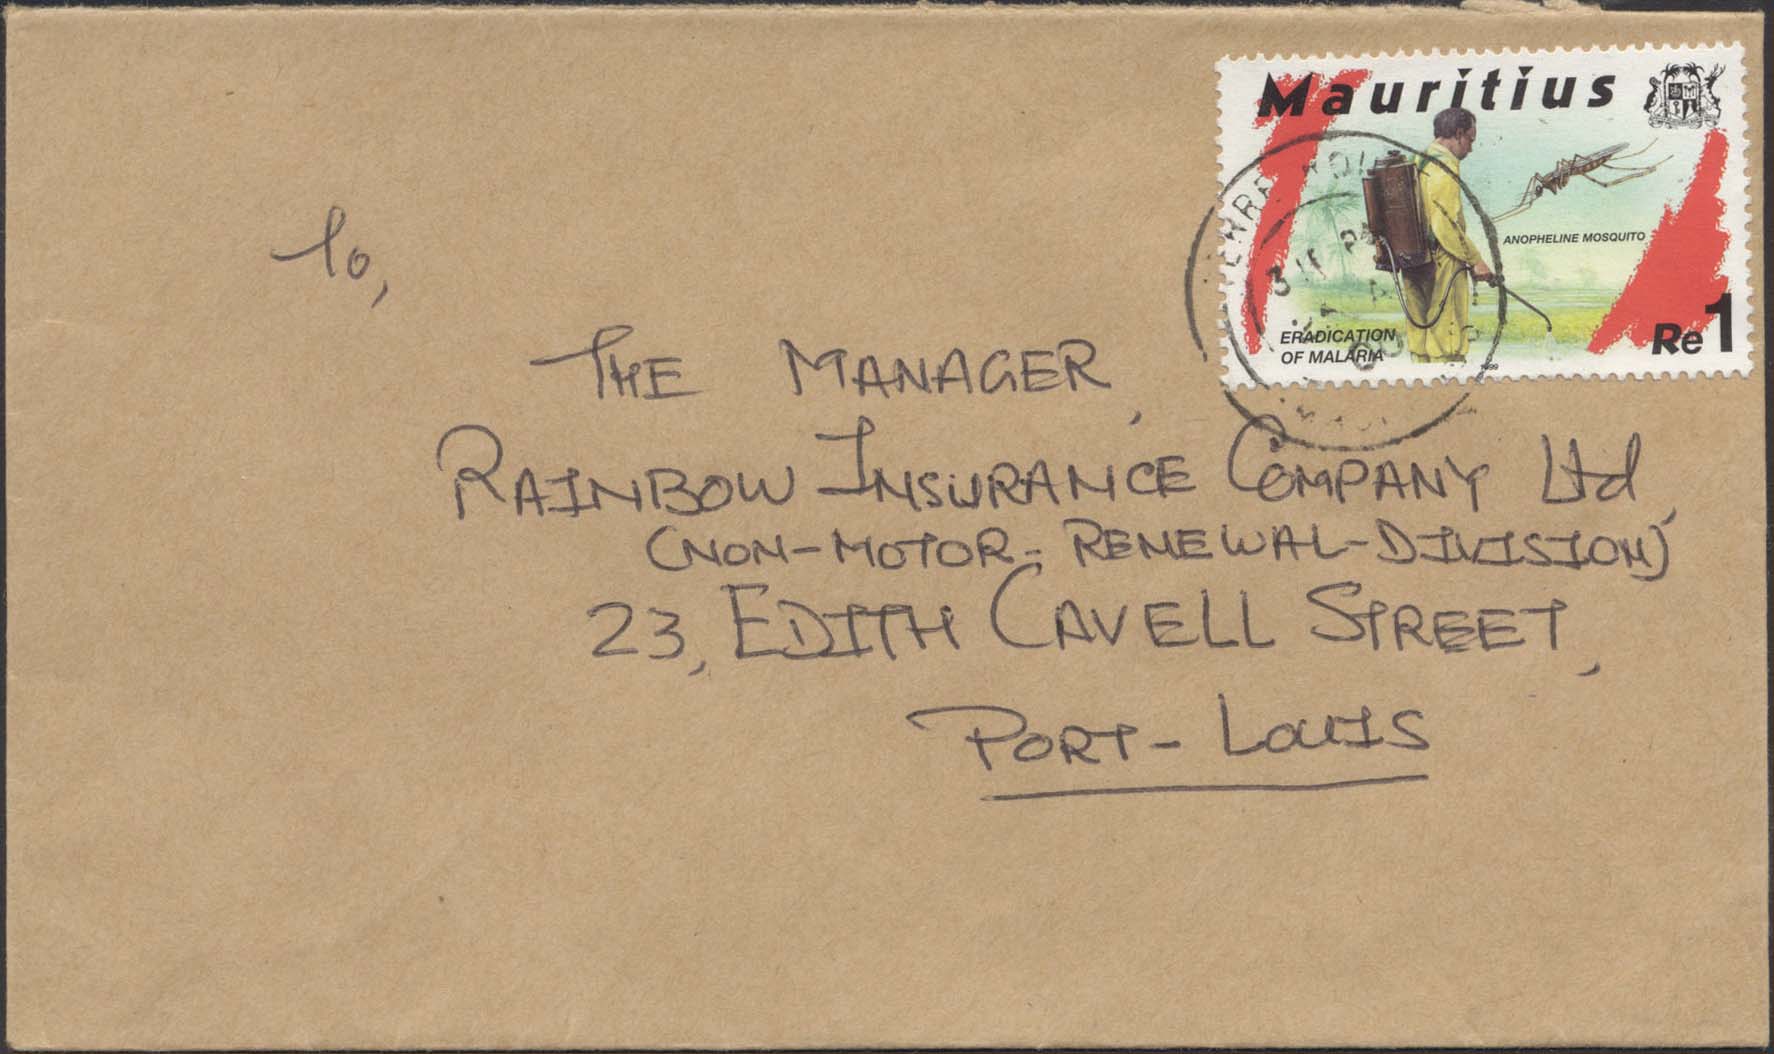 Mauritius
ANOPHELINE MOSQUITO
ERADICATION
OF MALARIA
Re1
1999
To,
THE MANAGER,
RAINBOW INSURANCE COMPANY Ltd,
(NON-MOTOR-RENEWAL-DIVISION)
23, EDITH CAVELL STREET,
PORT-LOUIS